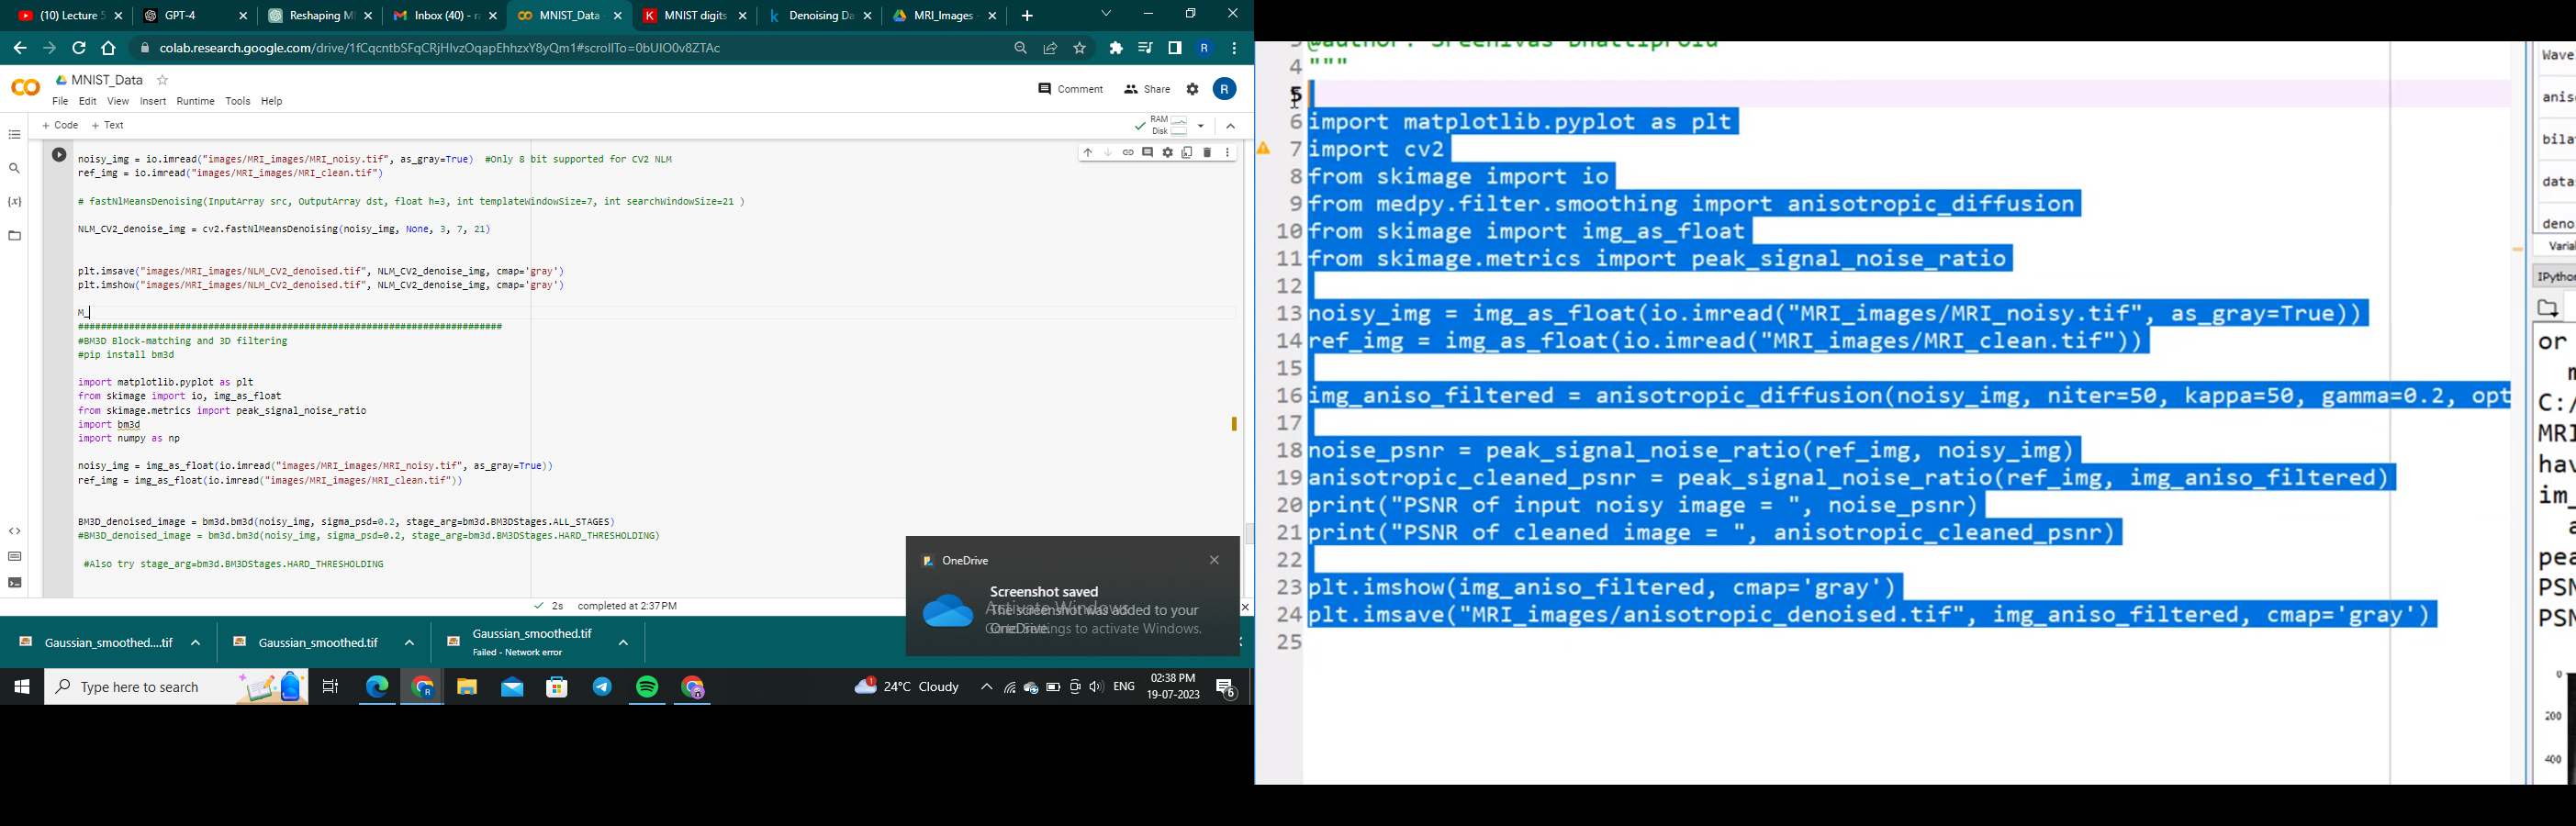 (10) Lecture 5
GPT-4
Reshaping M
Inbox (40) - r
MNIST_Data
MNIST digits
Denoising Da
MRI_Images
colab.research.google.com/drive/1fCqcntbSFqCRjHIvzOqapEhhzxY8yQm1#scrollTo=0bUIO0v8ZTAc
MNIST_Data
File Edit View Insert Runtime Tools Help
Comment Share R
+ Code + Text
RAM
Disk
noisy_img = io.imread("images/MRI_images/MRI_noisy.tif", as_gray=True) #Only 8 bit supported for CV2 NLM
ref_img = io.imread("images/MRI_images/MRI_clean.tif")
# fastNlMeansDenoising(InputArray src, OutputArray dst, float h=3, int templateWindowSize=7, int searchWindowSize=21 )
NLM_CV2_denoise_img = cv2.fastNlMeansDenoising(noisy_img, None, 3, 7, 21)
plt.imsave("images/MRI_images/NLM_CV2_denoised.tif", NLM_CV2_denoise_img, cmap='gray')
plt.imshow("images/MRI_images/NLM_CV2_denoised.tif", NLM_CV2_denoise_img, cmap='gray')
M_
###########################################################################
#BM3D Block-matching and 3D filtering
#pip install bm3d
import matplotlib.pyplot as plt
from skimage import io, img_as_float
from skimage.metrics import peak_signal_noise_ratio
import bm3d
import numpy as np
noisy_img = img_as_float(io.imread("images/MRI_images/MRI_noisy.tif", as_gray=True))
ref_img = img_as_float(io.imread("images/MRI_images/MRI_clean.tif"))
BM3D_denoised_image = bm3d.bm3d(noisy_img, sigma_psd=0.2, stage_arg=bm3d.BM3DStages.ALL_STAGES)
#BM3D_denoised_image = bm3d.bm3d(noisy_img, sigma_psd=0.2, stage_arg=bm3d.BM3DStages.HARD_THRESHOLDING)
#Also try stage_arg=bm3d.BM3DStages.HARD_THRESHOLDING
2s completed at 2:37 PM
OneDrive
Screenshot saved
The screenshot was added to your
OneDrive.
Activate Windows
Go to Settings to activate Windows.
Gaussian_smoothed....tif
Gaussian_smoothed.tif
Gaussian_smoothed.tif
Failed - Network error
Type here to search
24°C Cloudy
ENG
02:38 PM
19-07-2023
6
4 """
5
6 import matplotlib.pyplot as plt
7 import cv2
8 from skimage import io
9 from medpy.filter.smoothing import anisotropic_diffusion
10 from skimage import img_as_float
11 from skimage.metrics import peak_signal_noise_ratio
12
13 noisy_img = img_as_float(io.imread("MRI_images/MRI_noisy.tif", as_gray=True))
14 ref_img = img_as_float(io.imread("MRI_images/MRI_clean.tif"))
15
16 img_aniso_filtered = anisotropic_diffusion(noisy_img, niter=50, kappa=50, gamma=0.2, opt
17
18 noise_psnr = peak_signal_noise_ratio(ref_img, noisy_img)
19 anisotropic_cleaned_psnr = peak_signal_noise_ratio(ref_img, img_aniso_filtered)
20 print("PSNR of input noisy image = ", noise_psnr)
21 print("PSNR of cleaned image = ", anisotropic_cleaned_psnr)
22
23 plt.imshow(img_aniso_filtered, cmap='gray')
24 plt.imsave("MRI_images/anisotropic_denoised.tif", img_aniso_filtered, cmap='gray')
25
Wave
anis
bila
data
deno
Varia
IPytho
or
m
C:/
MRI
hav
im_
a
pea
PSN
PSN
0
200
400